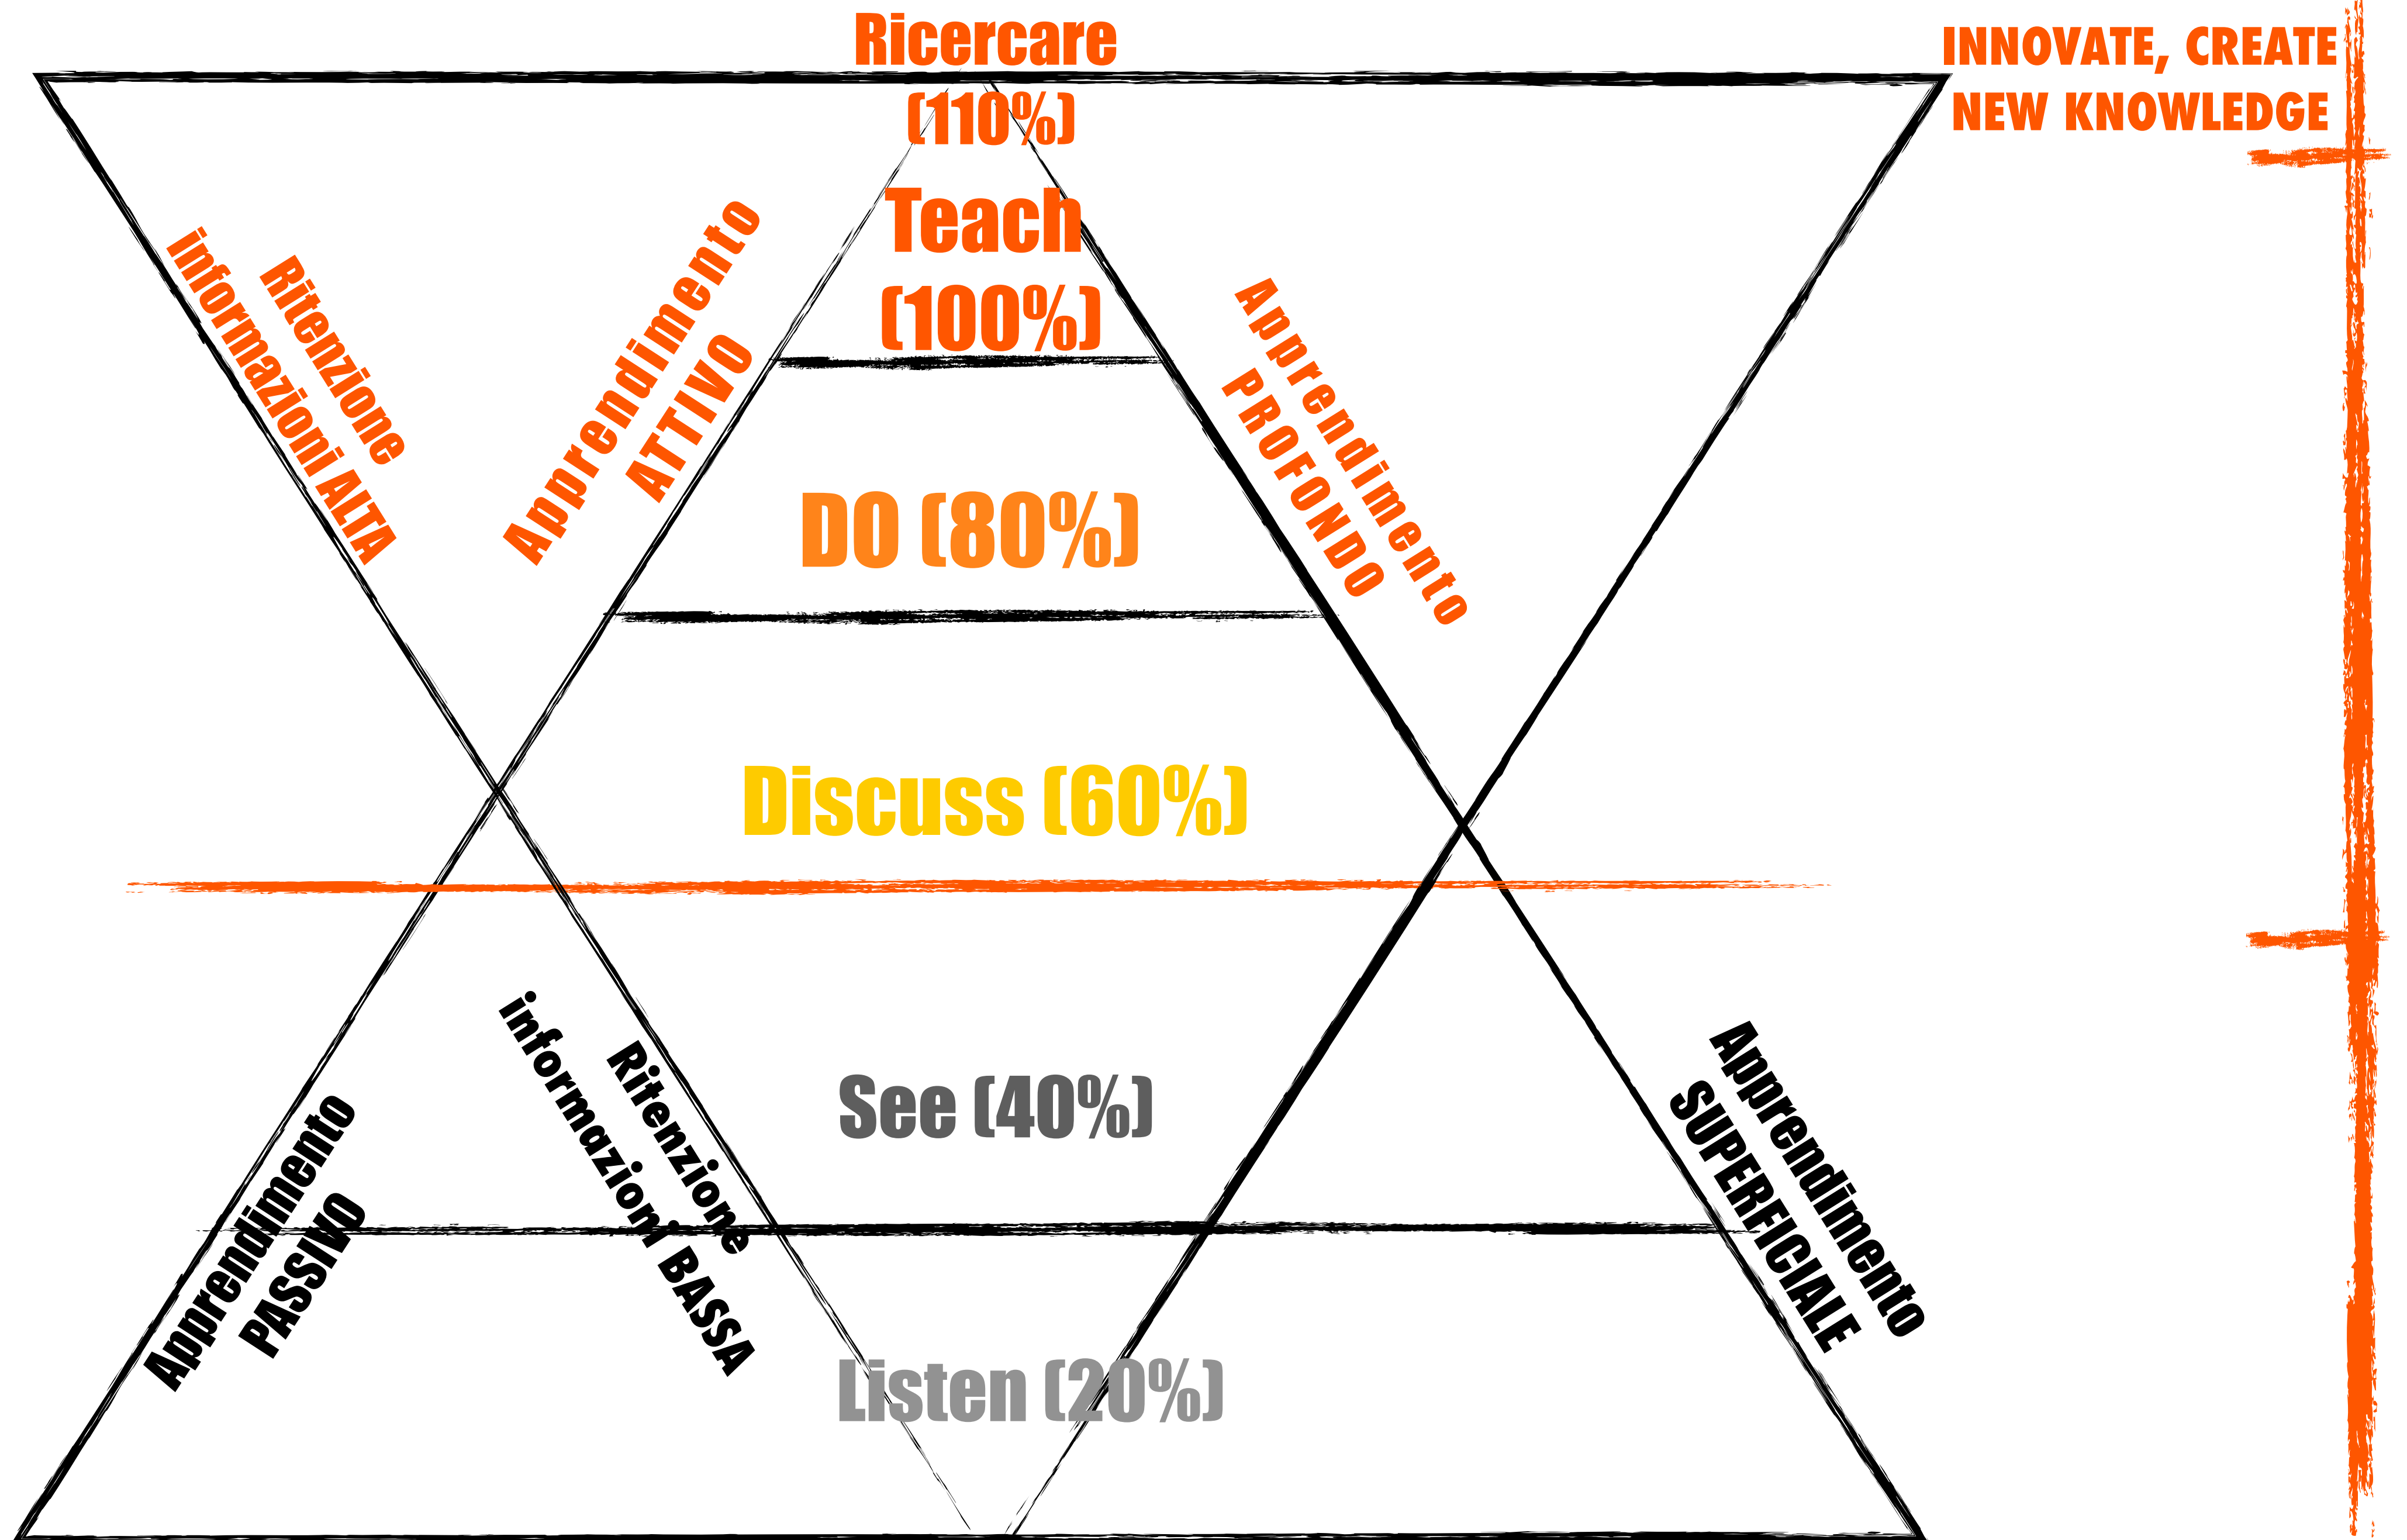 Ricercare
(110%)
INNOVATE, CREATE
NEW KNOWLEDGE
Teach
(100%)
Ritenzione
informazioni ALTA
Apprendimento
ATTIVO
Apprendimento
PROFONDO
DO (80%)
Discuss (60%)
See (40%)
Apprendimento
PASSIVO
Ritenzione
informazioni BASSA
Apprendimento
SUPERFICIALE
Listen (20%)